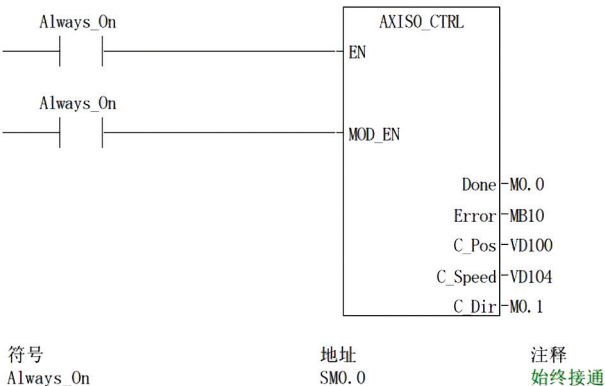 Always_On
AXIS0_CTRL
EN
Always_On
MOD_EN
Done M0.0
Error MB10
C_Pos VD100
C_Speed VD104
C_Dir M0.1
符号 地址 注释
Always_On SM0.0 始终接通